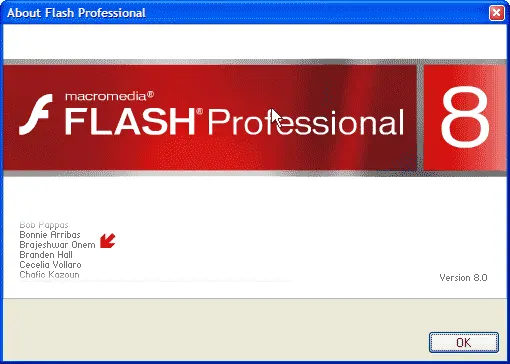 About Flash Professional
macromedia®
FLASH® Professional 8
Bob Pappas
Bonnie Arribas
Brajeshwar Onem
Branden Hall
Cecelia Vollaro
Chafic Kazoun
Version 8.0
OK